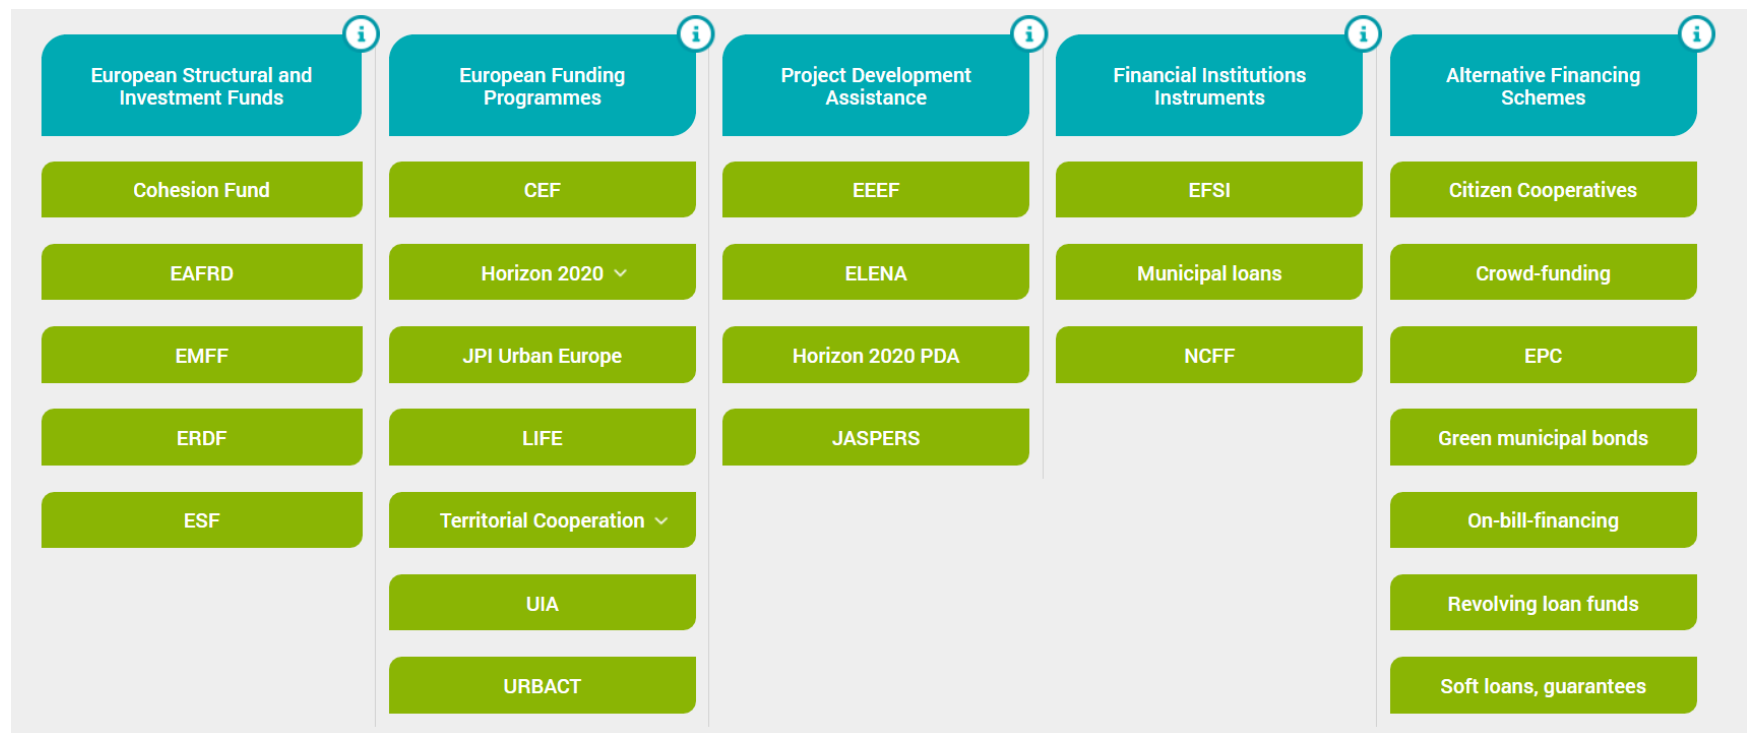 European Structural and
Investment Funds
Cohesion Fund
EAFRD
EMFF
ERDF
ESF
European Funding
Programmes
CEF
Horizon 2020
JPI Urban Europe
LIFE
Territorial Cooperation
UIA
URBACT
Project Development
Assistance
EEEF
ELENA
Horizon 2020 PDA
JASPERS
Financial Institutions
Instruments
EFSI
Municipal loans
NCFF
Alternative Financing
Schemes
Citizen Cooperatives
Crowd-funding
EPC
Green municipal bonds
On-bill-financing
Revolving loan funds
Soft loans, guarantees